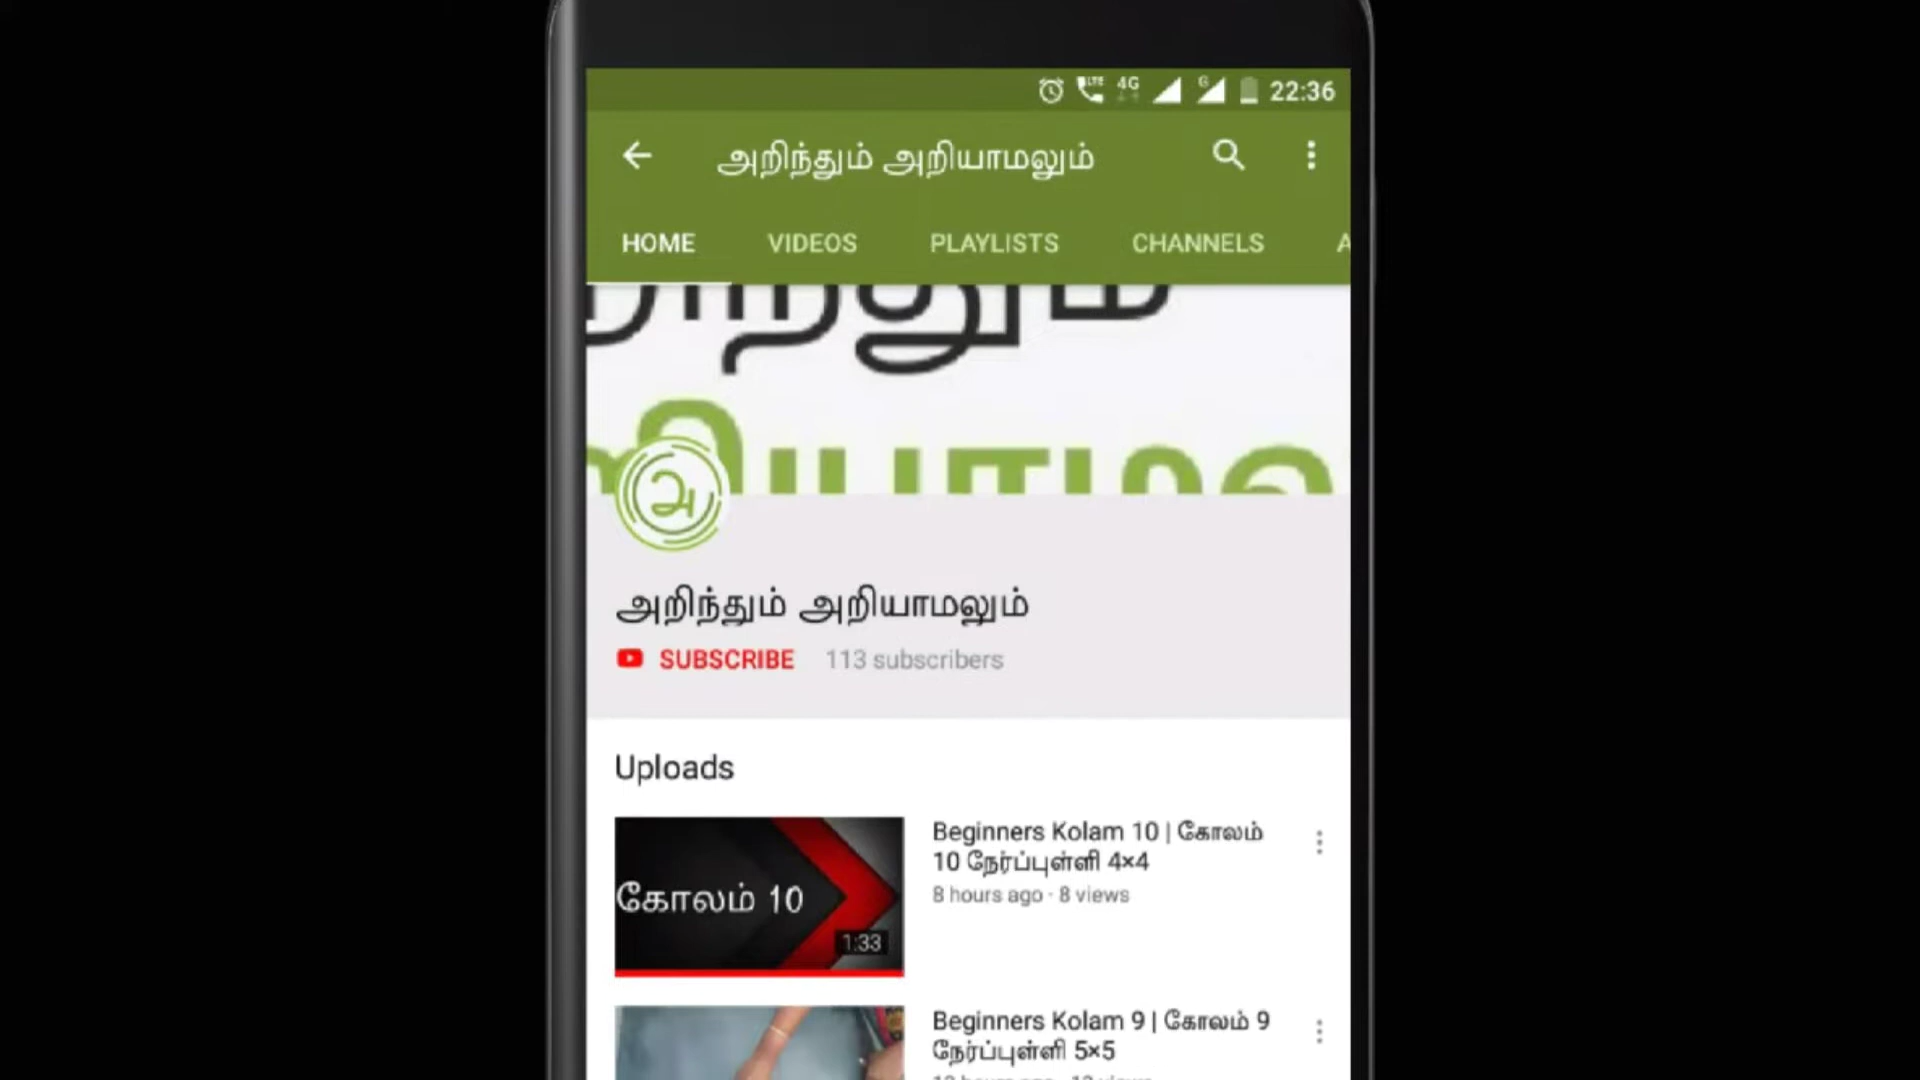 LTE 4G G 22:36
அறிந்தும் அறியாமலும்
HOME VIDEOS PLAYLISTS CHANNELS
அ
அறிந்தும் அறியாமலும்
SUBSCRIBE 113 subscribers
Uploads
கோலம் 10
1:33
Beginners Kolam 10 | கோலம்
10 நேர்ப்புள்ளி 4×4
8 hours ago · 8 views
Beginners Kolam 9 | கோலம் 9
நேர்ப்புள்ளி 5×5